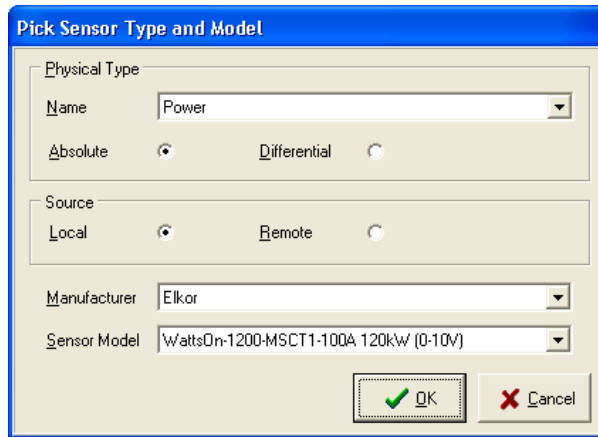 Pick Sensor Type and Model
Physical Type
Name Power
Absolute Differential
Source
Local Remote
Manufacturer Elkor
Sensor Model WattsOn-1200-MSCT1-100A 120kW (0-10V)
OK Cancel